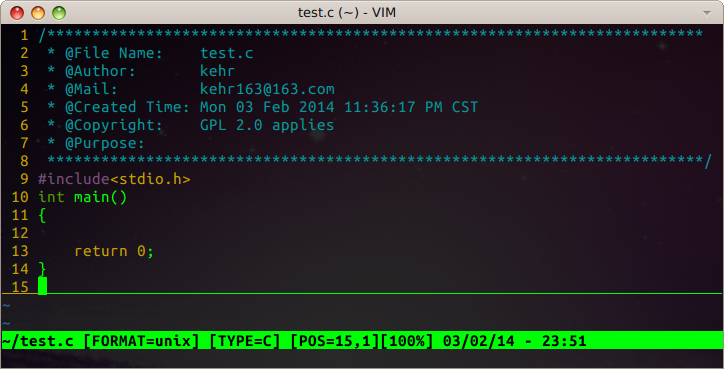 test.c (~) - VIM
1 /*************************************************************************
2  * @File Name:    test.c
3  * @Author:       kehr
4  * @Mail:         kehr163@163.com
5  * @Created Time: Mon 03 Feb 2014 11:36:17 PM CST
6  * @Copyright:    GPL 2.0 applies
7  * @Purpose:
8  *************************************************************************/
9 #include<stdio.h>
10 int main()
11 {
12
13     return 0;
14 }
15
~
~
~/test.c [FORMAT=unix] [TYPE=C] [POS=15,1][100%] 03/02/14 - 23:51